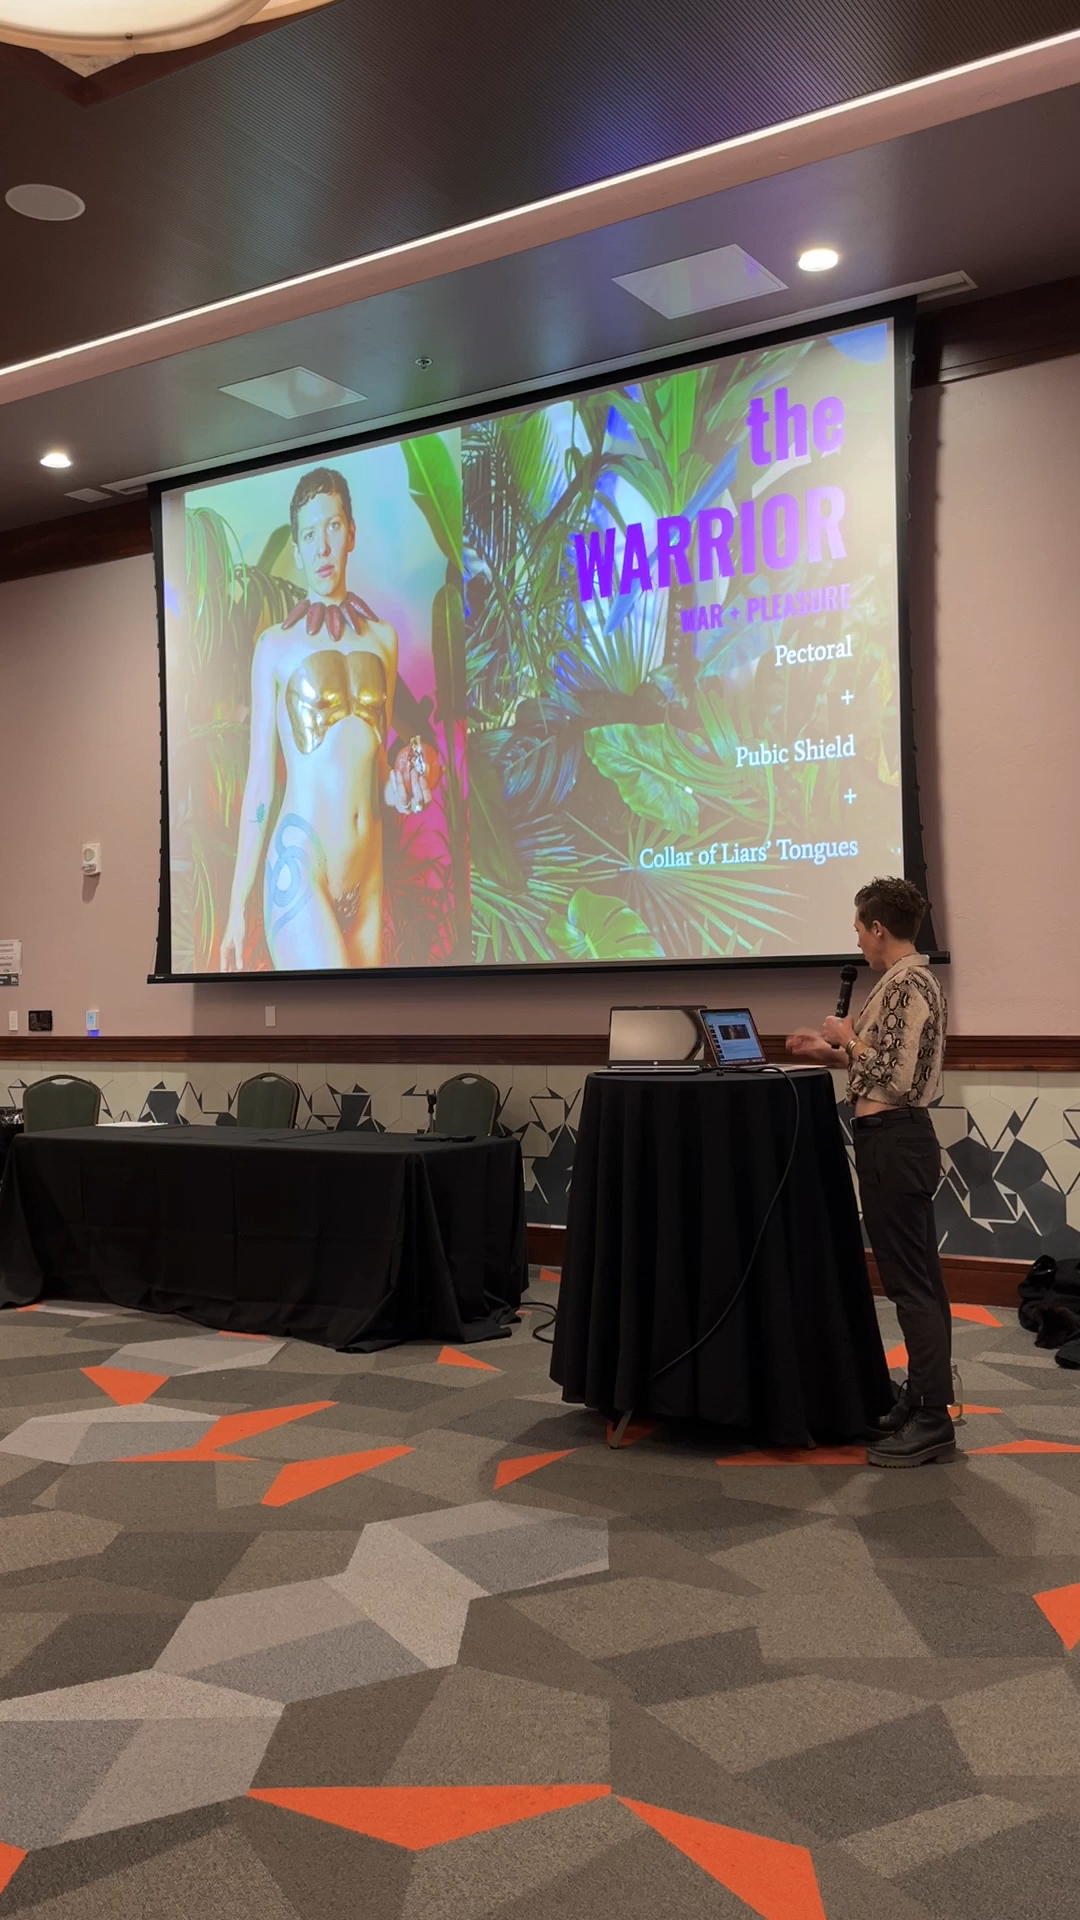 the
WARRIOR
WAR + PLEASURE
Pectoral
+
Pubic Shield
+
Collar of Liars' Tongues